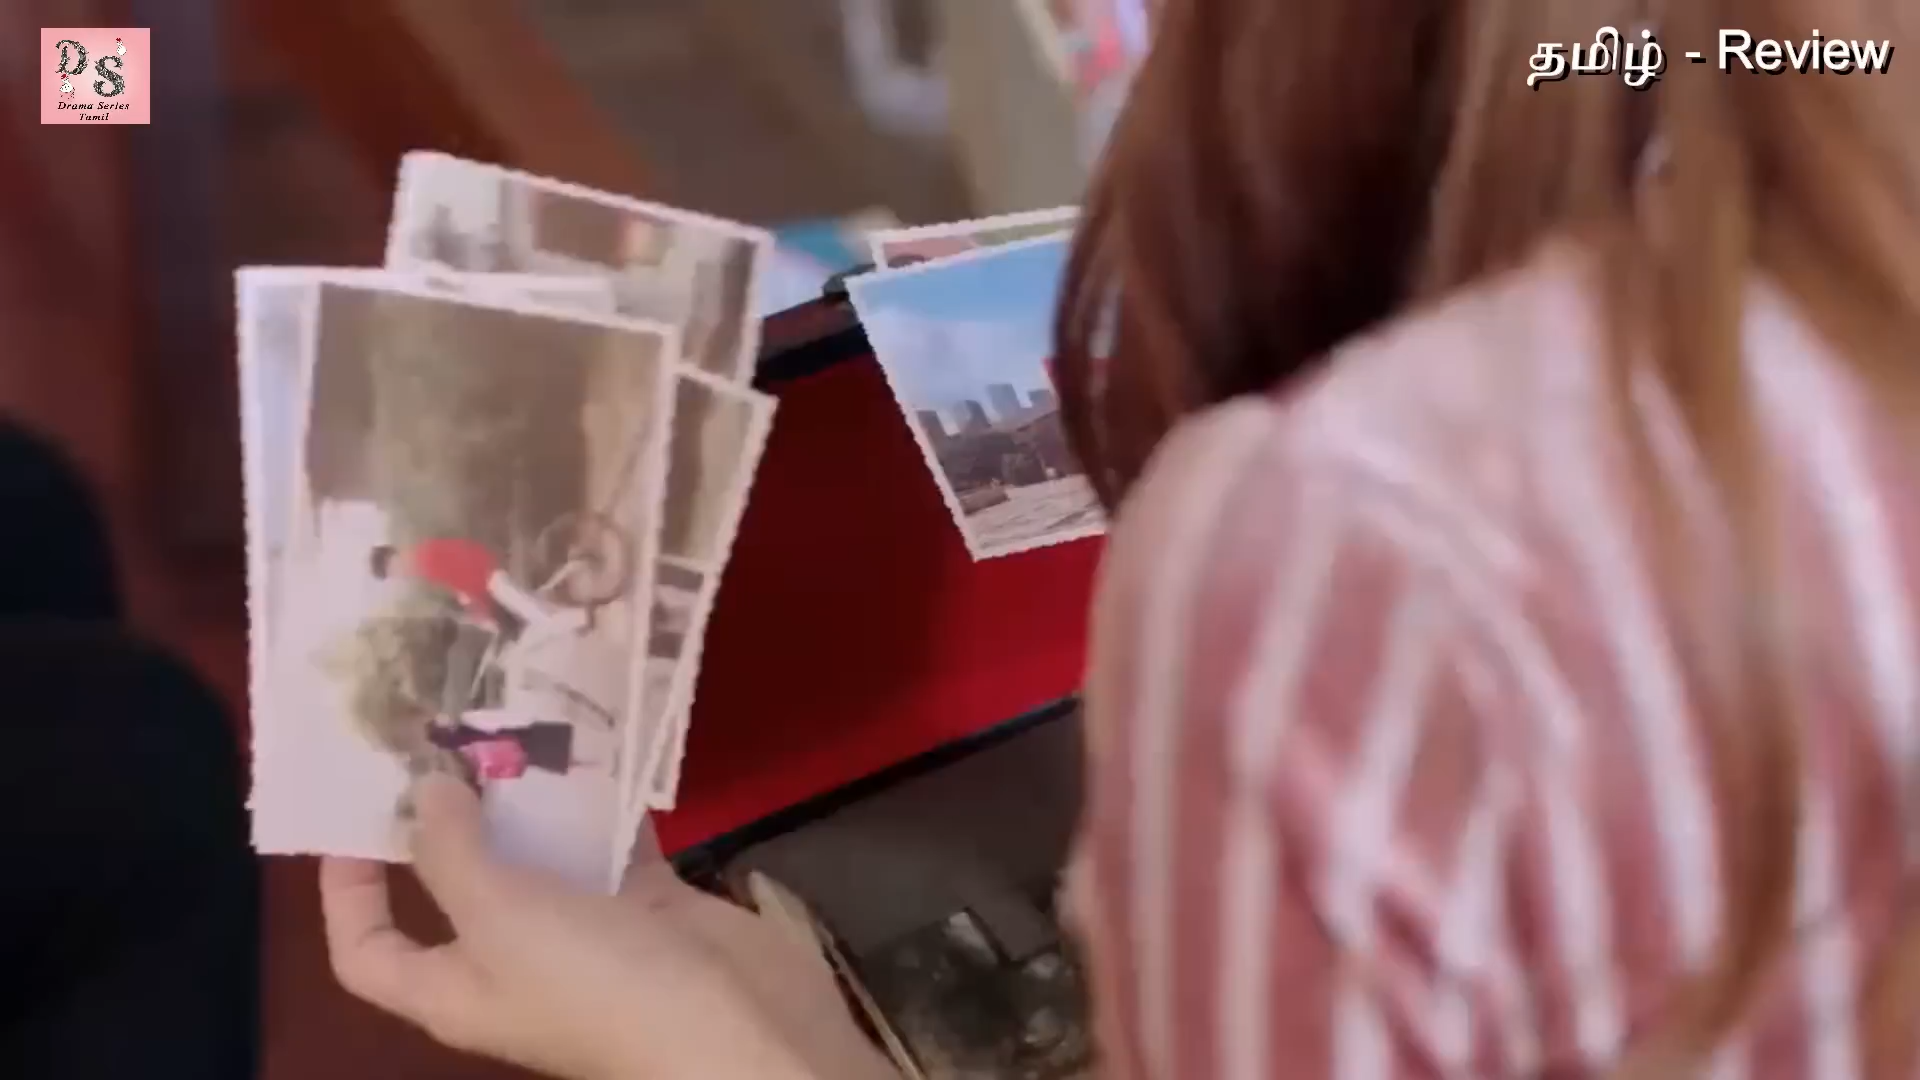 DS
Drama Series
Tamil
தமிழ் - Review